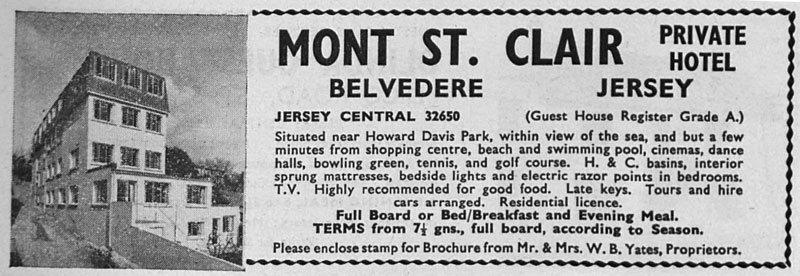 MONT ST. CLAIR PRIVATE HOTEL
BELVEDERE JERSEY
JERSEY CENTRAL 32650 (Guest House Register Grade A.)
Situated near Howard Davis Park, within view of the sea, and but a few
minutes from shopping centre, beach and swimming pool, cinemas, dance
halls, bowling green, tennis, and golf course. H. & C. basins, interior
sprung mattresses, bedside lights and electric razor points in bedrooms.
T.V. Highly recommended for good food. Late keys. Tours and hire
cars arranged. Residential licence.
Full Board or Bed/Breakfast and Evening Meal.
TERMS from 7½ gns., full board, according to Season.
Please enclose stamp for Brochure from Mr. & Mrs. W. B. Yates, Proprietors.